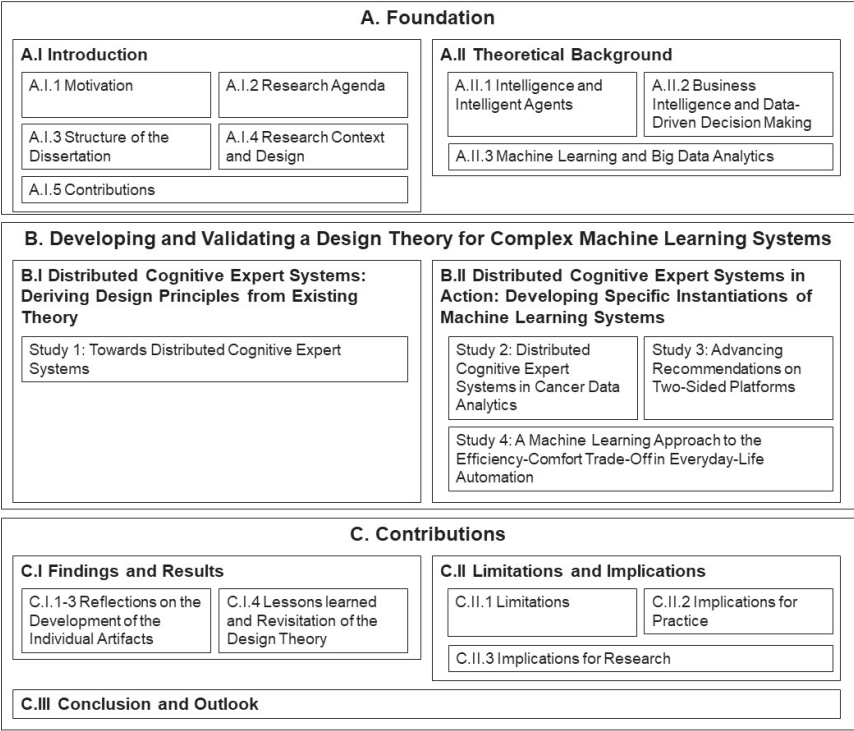 A. Foundation
A.I Introduction
A.I.1 Motivation
A.I.2 Research Agenda
A.I.3 Structure of the
Dissertation
A.I.4 Research Context
and Design
A.I.5 Contributions
A.II Theoretical Background
A.II.1 Intelligence and
Intelligent Agents
A.II.2 Business
Intelligence and Data-
Driven Decision Making
A.II.3 Machine Learning and Big Data Analytics
B. Developing and Validating a Design Theory for Complex Machine Learning Systems
B.I Distributed Cognitive Expert Systems:
Deriving Design Principles from Existing
Theory
Study 1: Towards Distributed Cognitive Expert
Systems
B.II Distributed Cognitive Expert Systems in
Action: Developing Specific Instantiations of
Machine Learning Systems
Study 2: Distributed
Cognitive Expert
Systems in Cancer Data
Analytics
Study 3: Advancing
Recommendations on
Two-Sided Platforms
Study 4: A Machine Learning Approach to the
Efficiency-Comfort Trade-Off in Everyday-Life
Automation
C. Contributions
C.I Findings and Results
C.I.1-3 Reflections on the
Development of the
Individual Artifacts
C.I.4 Lessons learned
and Revisitation of the
Design Theory
C.II Limitations and Implications
C.II.1 Limitations
C.II.2 Implications for
Practice
C.II.3 Implications for Research
C.III Conclusion and Outlook